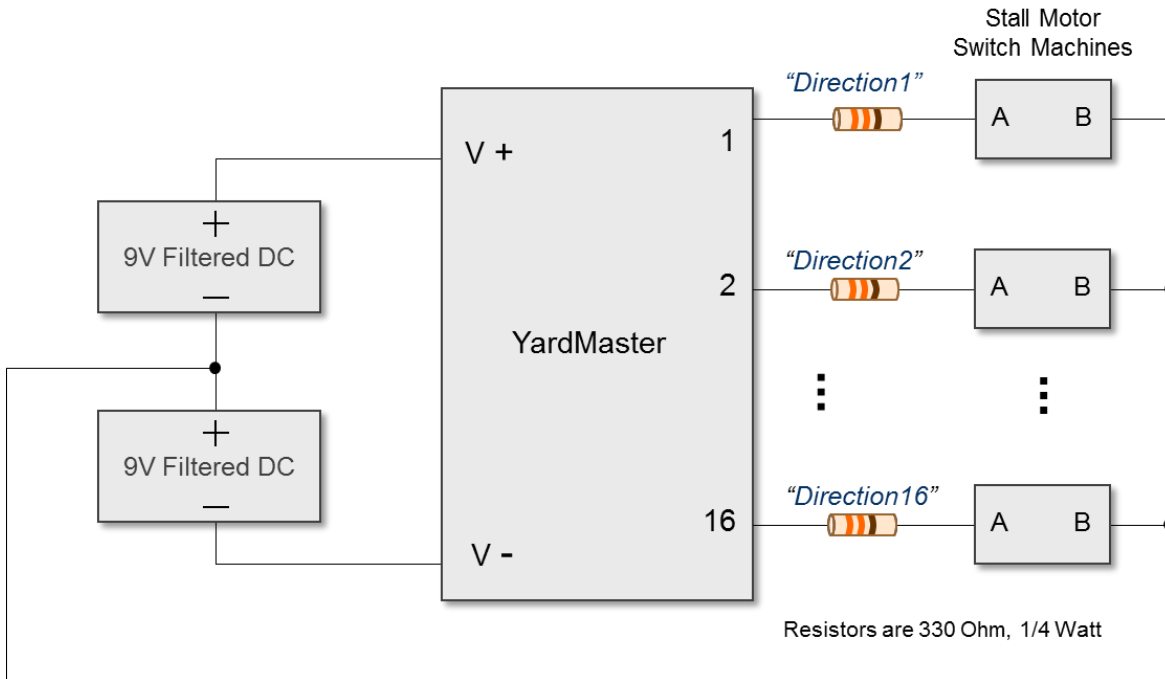 Stall Motor
Switch Machines
“Direction1”
A B
1
V +
+
9V Filtered DC
—
“Direction2”
A B
2
YardMaster
+
9V Filtered DC
—
“Direction16”
A B
16
V -
Resistors are 330 Ohm, 1/4 Watt